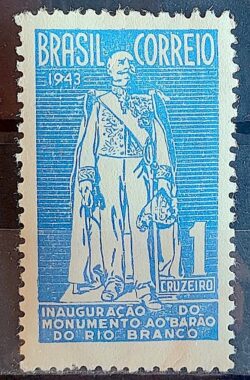 BRASIL CORREIO
1943
1
CRUZEIRO
INAUGURAÇÃO DO
MONUMENTO AO BARÃO
DO RIO BRANCO